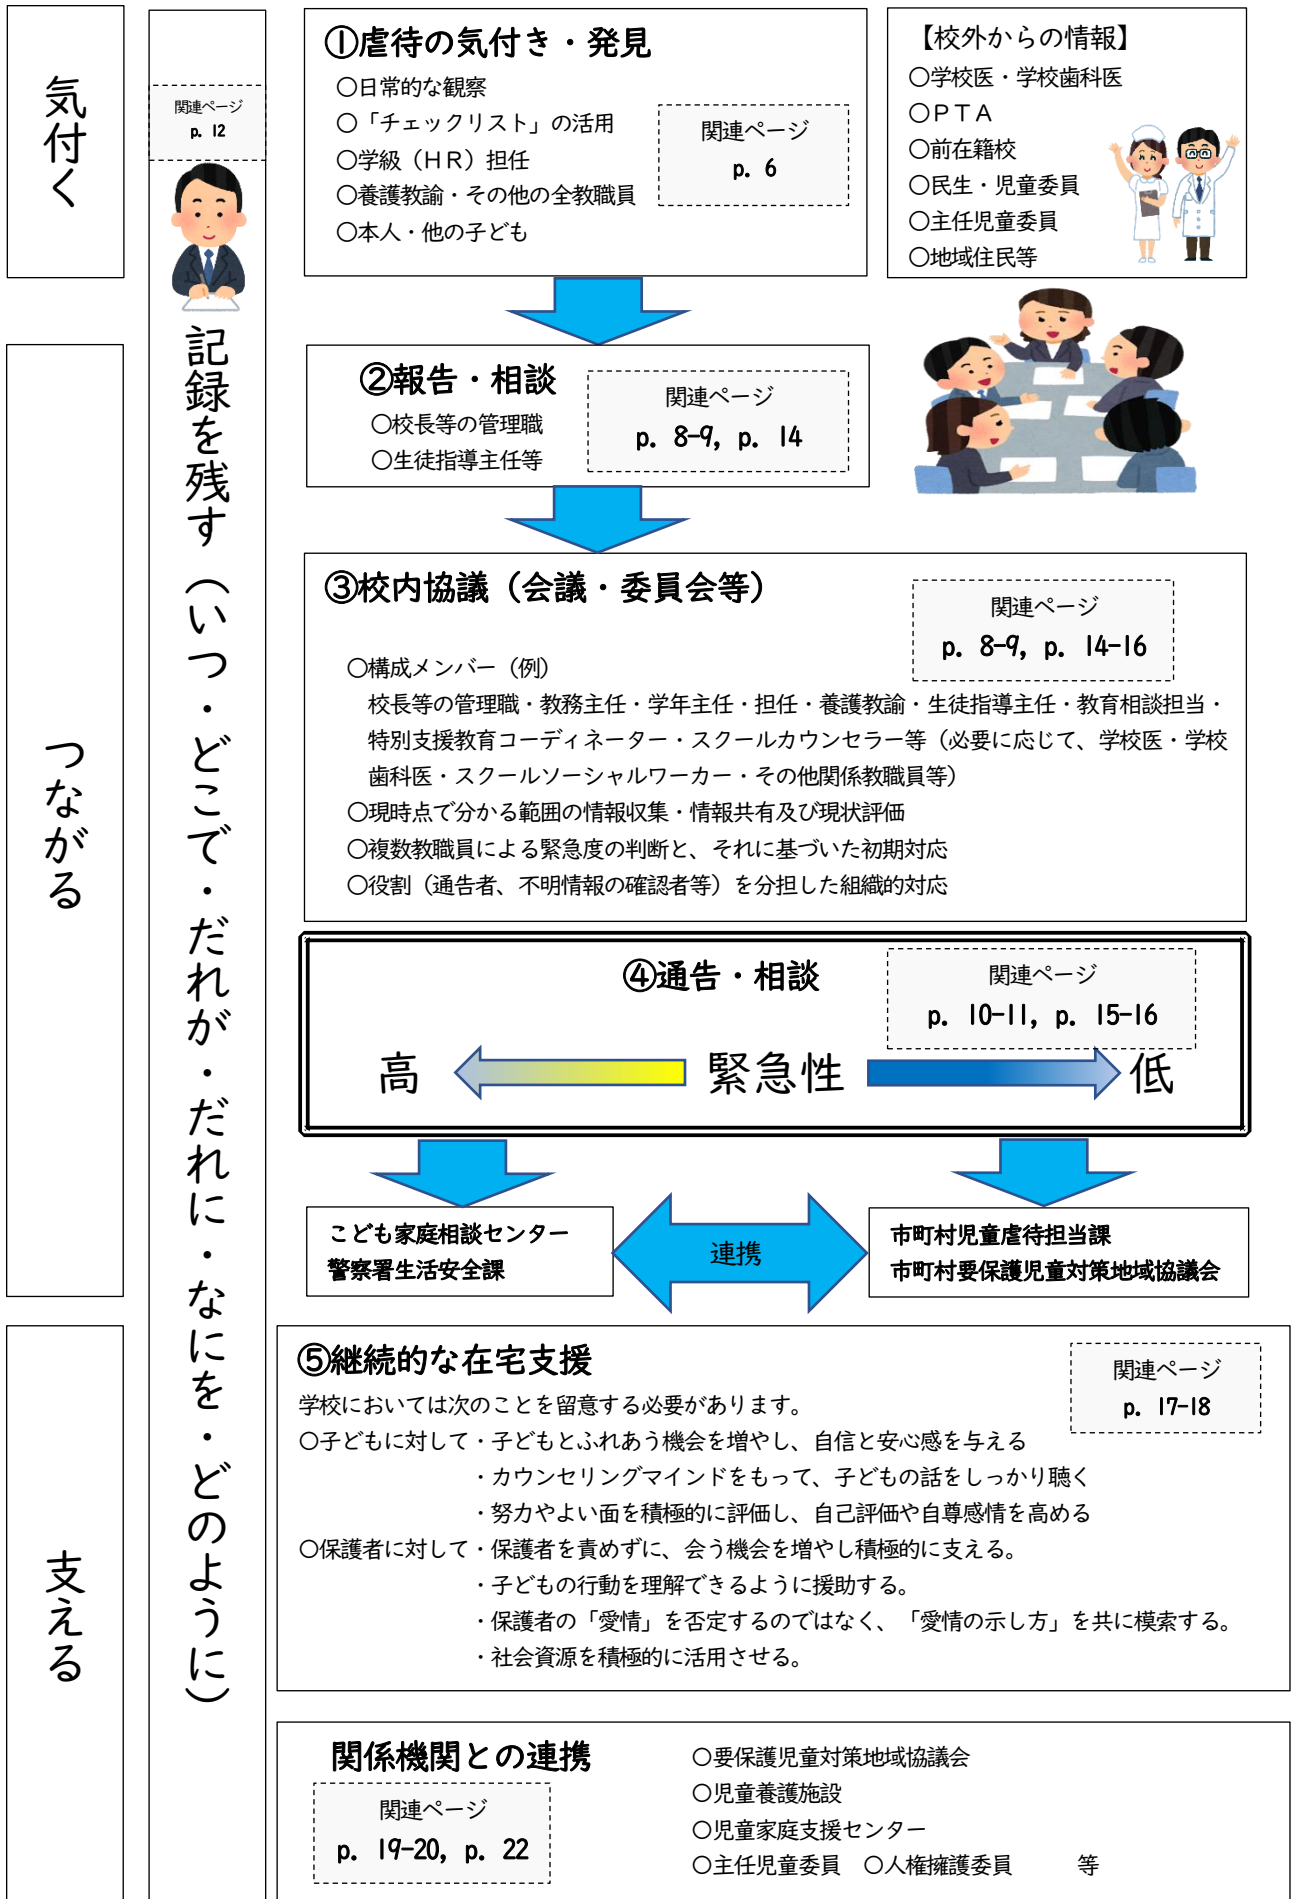 気付く
つながる
支える
関連ページ
p. 12
記録を残す（いつ・どこで・だれが・だれに・なにを・どのように）
①虐待の気付き・発見
○日常的な観察
○「チェックリスト」の活用
○学級（ＨＲ）担任
○養護教諭・その他の全教職員
○本人・他の子ども
関連ページ
p. 6
【校外からの情報】
○学校医・学校歯科医
○ＰＴＡ
○前在籍校
○民生・児童委員
○主任児童委員
○地域住民等
②報告・相談
○校長等の管理職
○生徒指導主任等
関連ページ
p. 8-9, p. 14
③校内協議（会議・委員会等）
関連ページ
p. 8-9, p. 14-16
○構成メンバー（例）
校長等の管理職・教務主任・学年主任・担任・養護教諭・生徒指導主任・教育相談担当・
特別支援教育コーディネーター・スクールカウンセラー等（必要に応じて、学校医・学校
歯科医・スクールソーシャルワーカー・その他関係教職員等）
○現時点で分かる範囲の情報収集・情報共有及び現状評価
○複数教職員による緊急度の判断と、それに基づいた初期対応
○役割（通告者、不明情報の確認者等）を分担した組織的対応
④通告・相談
関連ページ
p. 10-11, p. 15-16
高 緊急性 低
こども家庭相談センター
警察署生活安全課
連携
市町村児童虐待担当課
市町村要保護児童対策地域協議会
⑤継続的な在宅支援
関連ページ
p. 17-18
学校においては次のことを留意する必要があります。
○子どもに対して・子どもとふれあう機会を増やし、自信と安心感を与える
・カウンセリングマインドをもって、子どもの話をしっかり聴く
・努力やよい面を積極的に評価し、自己評価や自尊感情を高める
○保護者に対して・保護者を責めずに、会う機会を増やし積極的に支える。
・子どもの行動を理解できるように援助する。
・保護者の「愛情」を否定するのではなく、「愛情の示し方」を共に模索する。
・社会資源を積極的に活用させる。
関係機関との連携
関連ページ
p. 19-20, p. 22
○要保護児童対策地域協議会
○児童養護施設
○児童家庭支援センター
○主任児童委員　○人権擁護委員　　　等